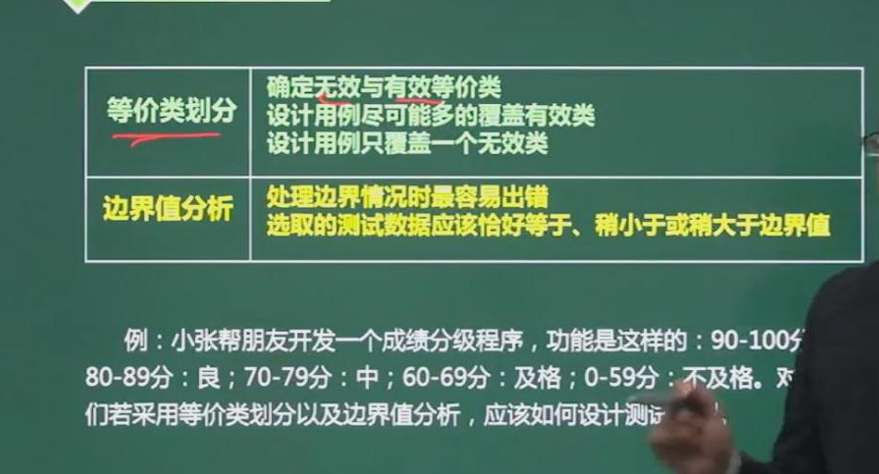 等价类划分
确定无效与有效等价类
设计用例尽可能多的覆盖有效类
设计用例只覆盖一个无效类
边界值分析
处理边界情况时最容易出错
选取的测试数据应该恰好等于、稍小于或稍大于边界值
例：小张帮朋友开发一个成绩分级程序，功能是这样的：90-100分
80-89分：良；70-79分：中；60-69分：及格；0-59分：不及格。对
们若采用等价类划分以及边界值分析，应该如何设计测试